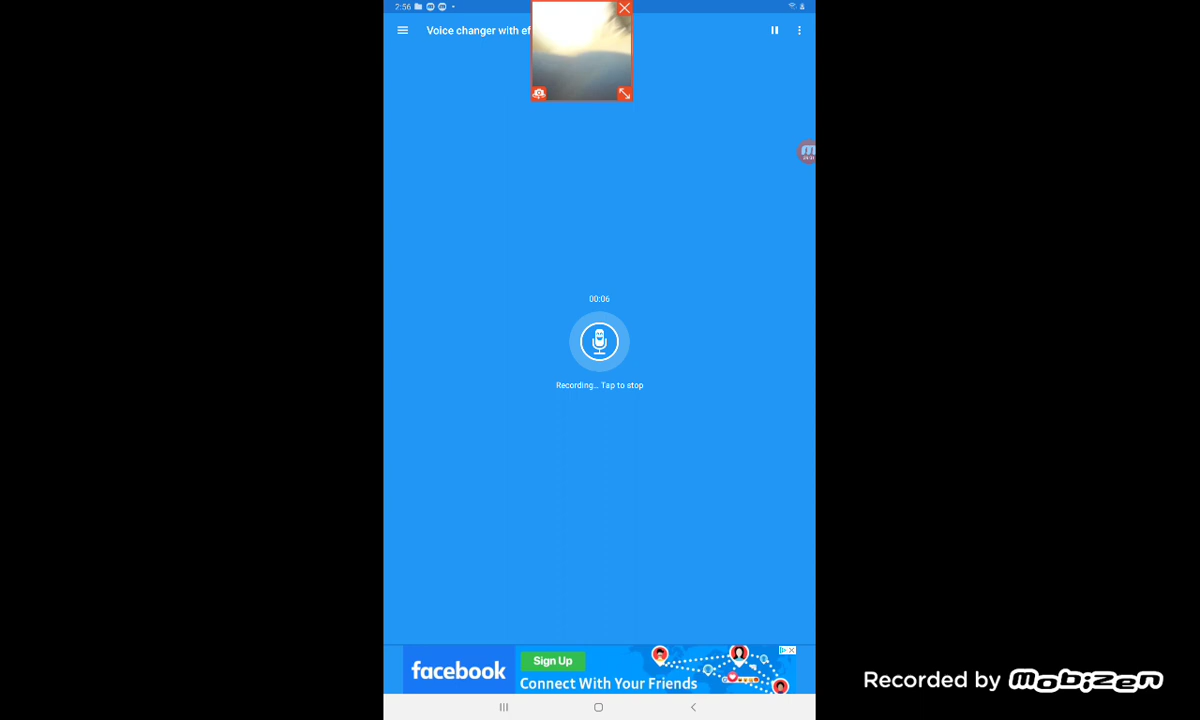 2:56
Voice changer with ef
00:06
Recording... Tap to stop
facebook
Sign Up
Connect With Your Friends
Recorded by mobizen